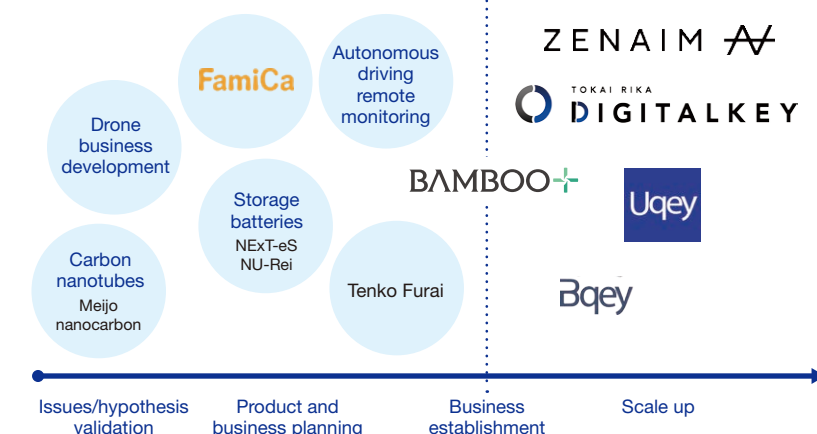 Drone
business
development
Carbon
nanotubes
Meijo
nanocarbon
FamiCa
Storage
batteries
NExT-eS
NU-Rei
Autonomous
driving
remote
monitoring
Tenko Furai
BAMBOO+
ZENAIM
TOKAI RIKA
DIGITALKEY
Uqey
Bqey
Issues/hypothesis
validation
Product and
business planning
Business
establishment
Scale up